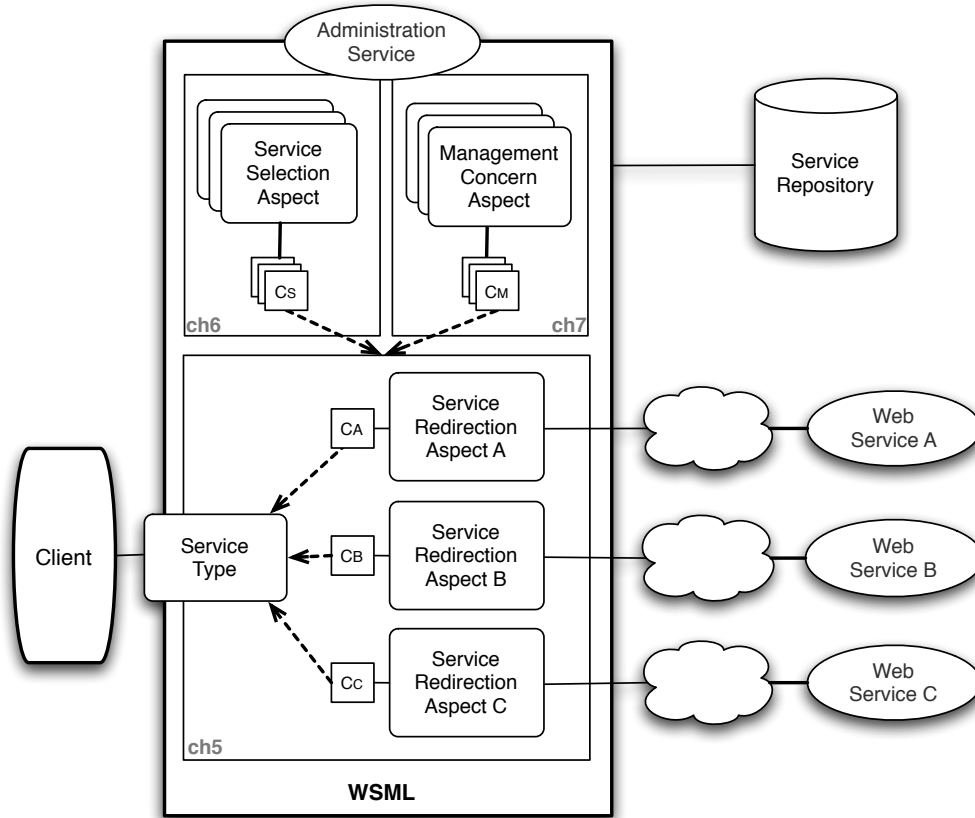 Administration
Service
Service
Selection
Aspect
Management
Concern
Aspect
Service
Repository
Cs
CM
ch6
ch7
Service
Redirection
Aspect A
CA
Web
Service A
Client
Service
Type
CB
Service
Redirection
Aspect B
Web
Service B
Cc
Service
Redirection
Aspect C
Web
Service C
ch5
WSML